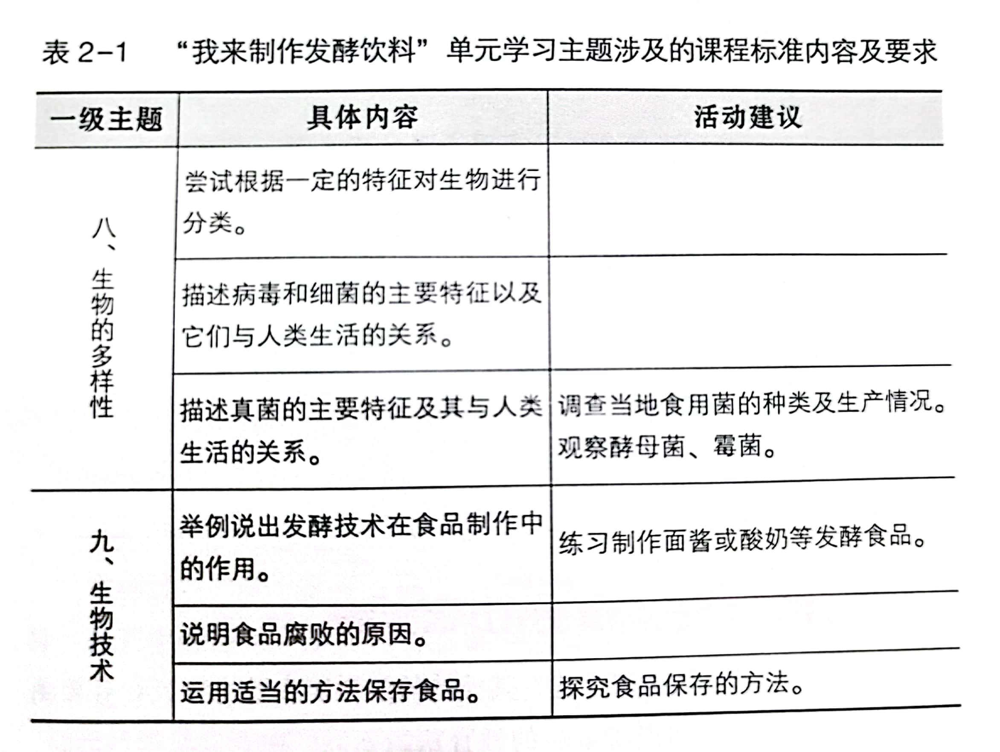 表 2-1 “我来制作发酵饮料” 单元学习主题涉及的课程标准内容及要求
一级主题
具体内容
活动建议
八、生物的多样性
尝试根据一定的特征对生物进行
分类。
描述病毒和细菌的主要特征以及
它们与人类生活的关系。
描述真菌的主要特征及其与人类
生活的关系。
调查当地食用菌的种类及生产情况。
观察酵母菌、霉菌。
九、生物技术
举例说出发酵技术在食品制作中
的作用。
练习制作面酱或酸奶等发酵食品。
说明食品腐败的原因。
运用适当的方法保存食品。
探究食品保存的方法。